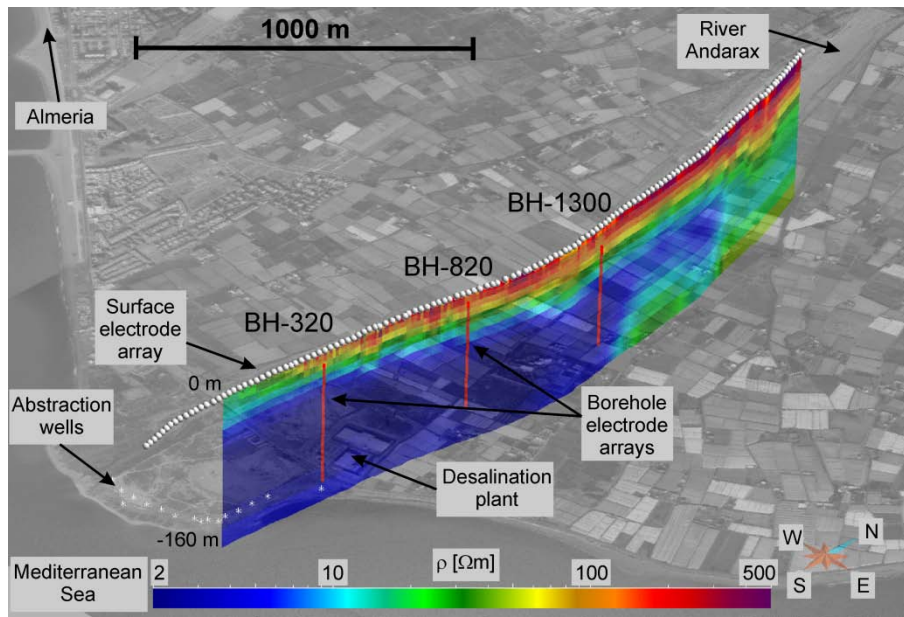 1000 m
River
Andarax
Almeria
BH-1300
BH-820
Surface
electrode
array
BH-320
0 m
Abstraction
wells
Borehole
electrode
arrays
Desalination
plant
-160 m
W
N
S
E
Mediterranean
Sea
2 10 ρ [Ωm] 100 500